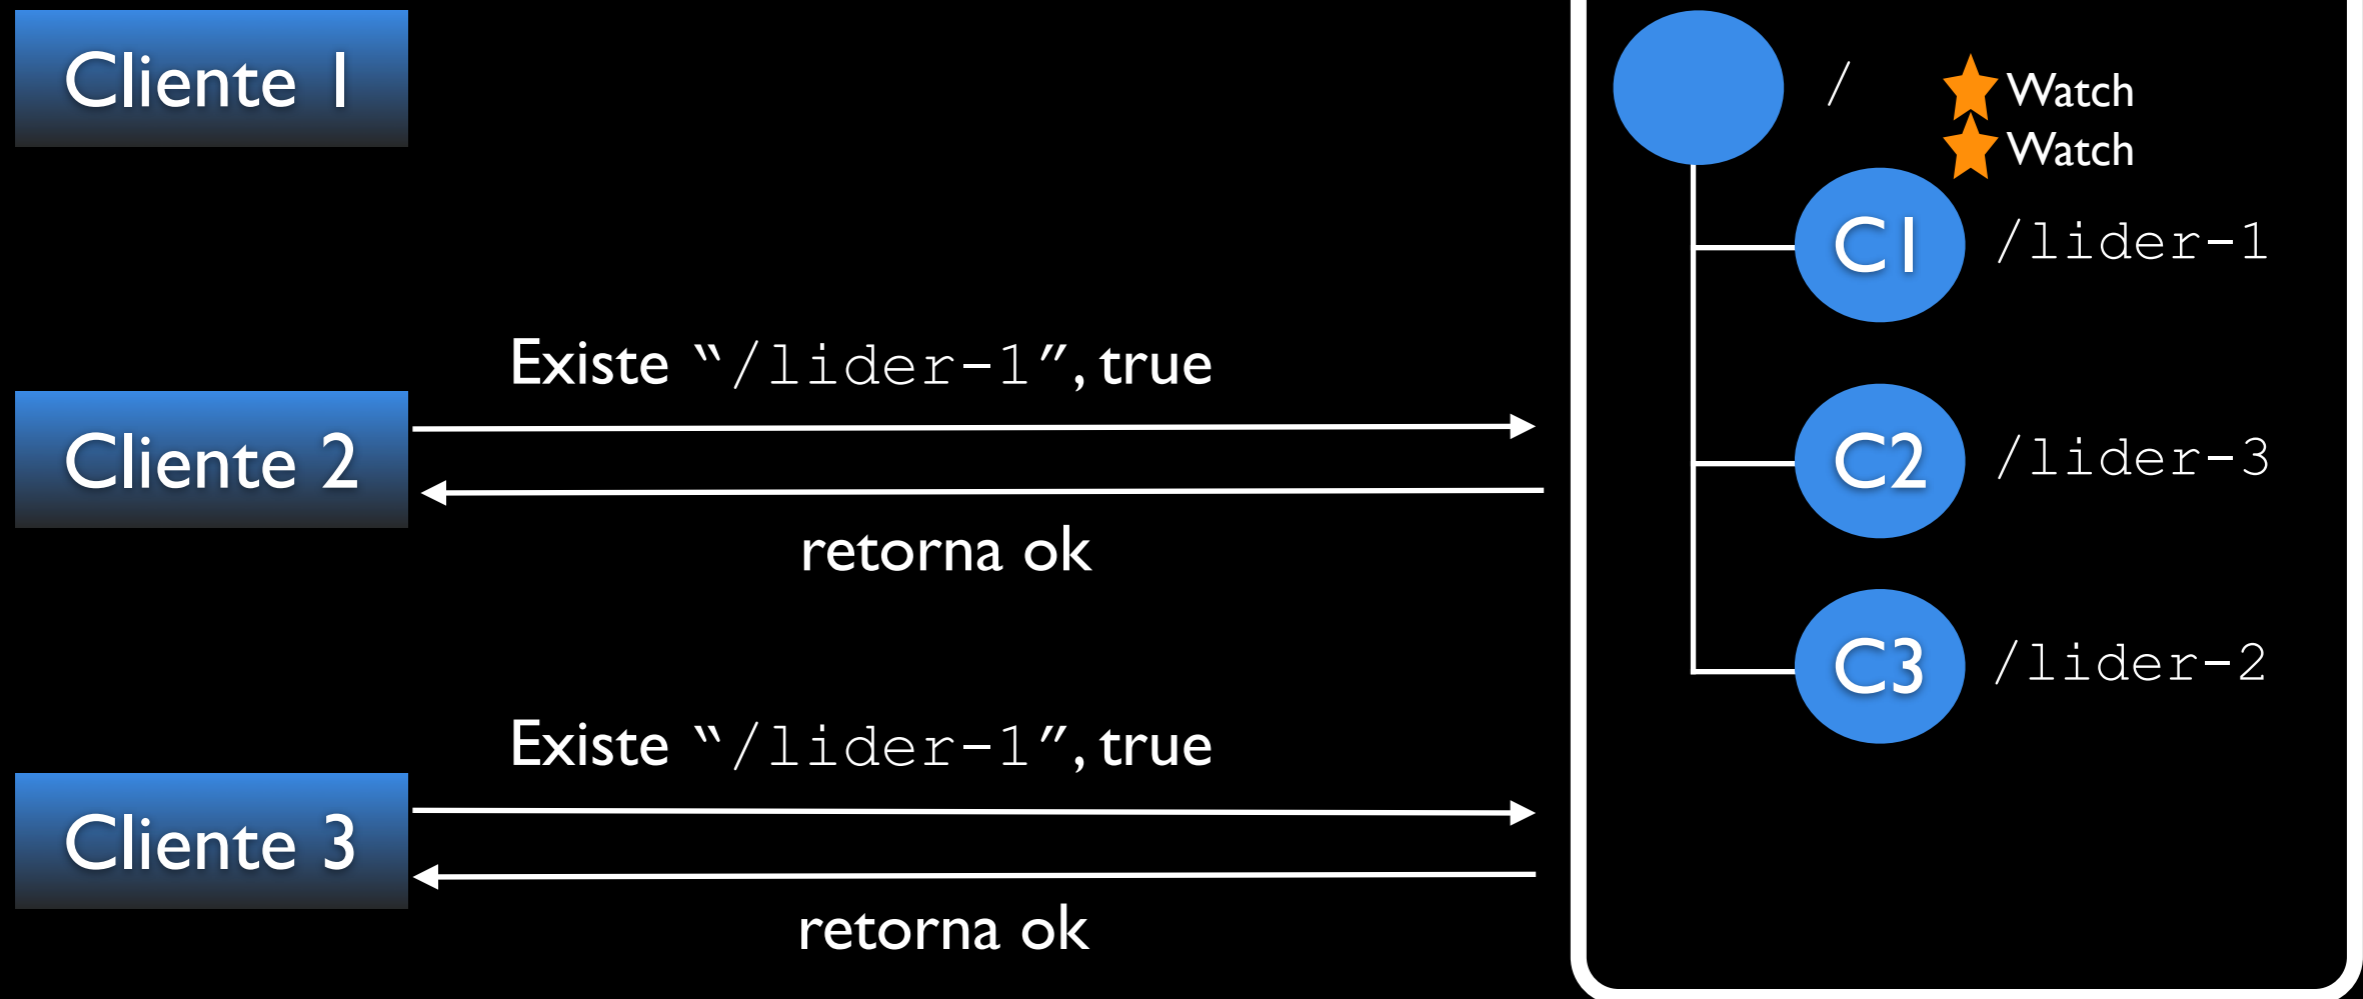 Cliente 1
/
Watch
Watch
C1
/lider-1
Existe “/lider-1”, true
Cliente 2
retorna ok
C2
/lider-3
C3
/lider-2
Existe “/lider-1”, true
Cliente 3
retorna ok